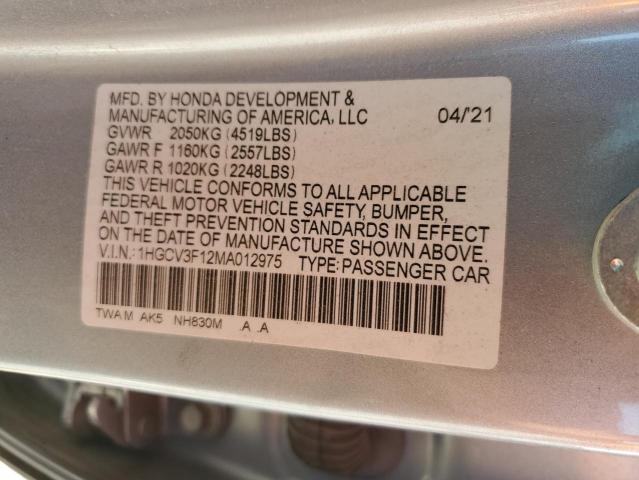 MFD. BY HONDA DEVELOPMENT &
MANUFACTURING OF AMERICA, LLC 04/'21
GVWR 2050KG (4519LBS)
GAWR F 1160KG (2557LBS)
GAWR R 1020KG (2248LBS)
THIS VEHICLE CONFORMS TO ALL APPLICABLE
FEDERAL MOTOR VEHICLE SAFETY, BUMPER,
AND THEFT PREVENTION STANDARDS IN EFFECT
ON THE DATE OF MANUFACTURE SHOWN ABOVE.
V.I.N.:1HGCV3F12MA012975 TYPE:PASSENGER CAR
TWA M AK5 NH830M .A .A